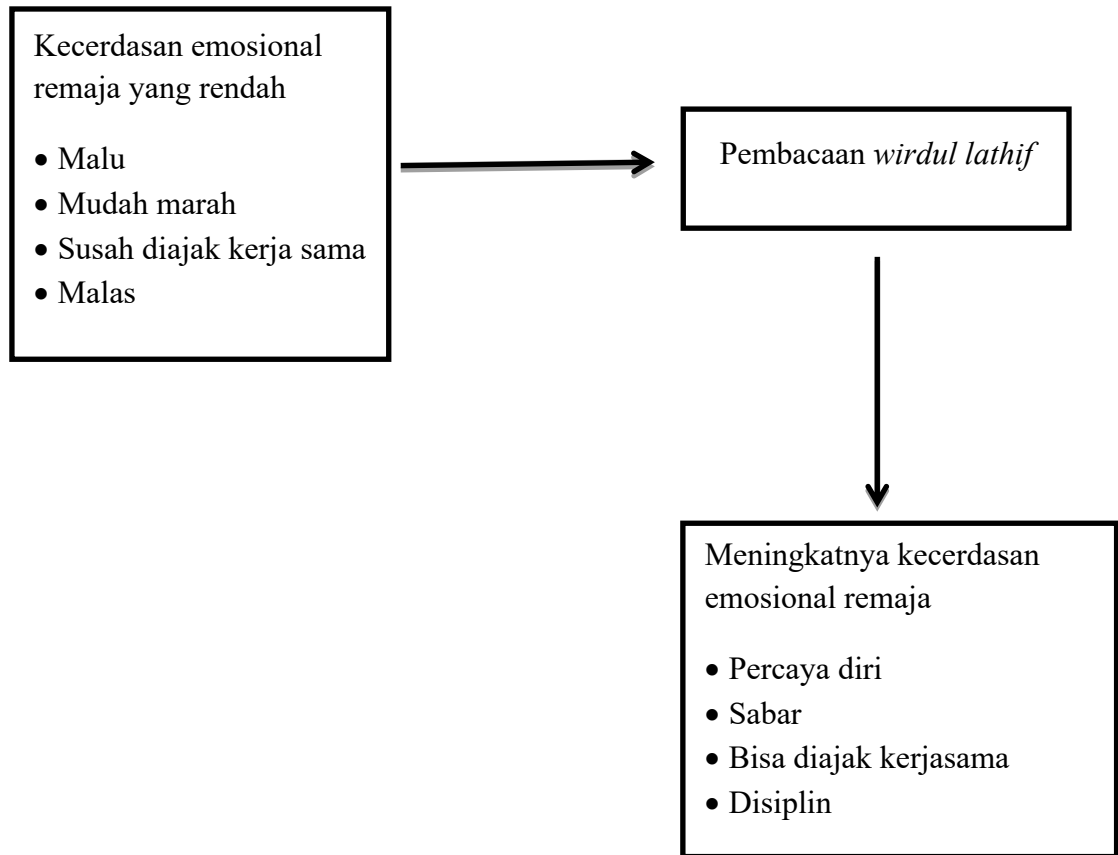 Kecerdasan emosional
remaja yang rendah
• Malu
• Mudah marah
• Susah diajak kerja sama
• Malas
Pembacaan wirdul lathif
Meningkatnya kecerdasan
emosional remaja
• Percaya diri
• Sabar
• Bisa diajak kerjasama
• Disiplin